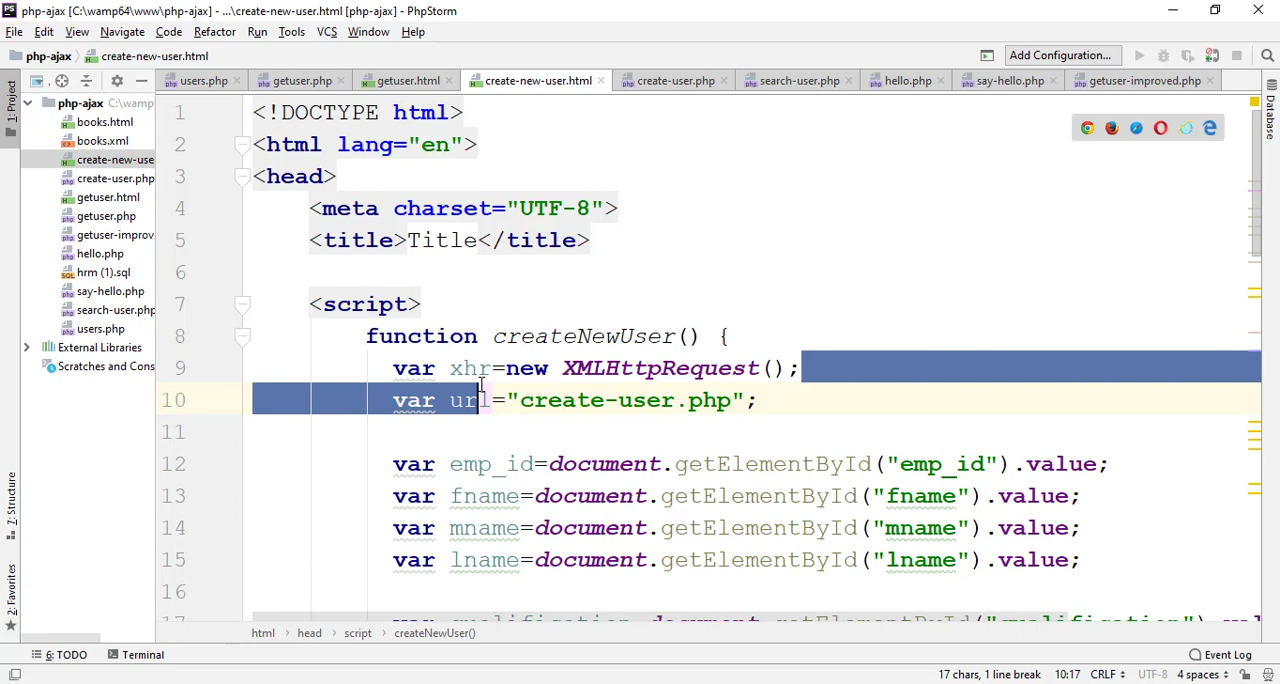 php-ajax [C:\wamp64\www\php-ajax] - ...\create-new-user.html [php-ajax] - PhpStorm
File Edit View Navigate Code Refactor Run Tools VCS Window Help
php-ajax create-new-user.html Add Configuration...
users.php getuser.php getuser.html create-new-user.html create-user.php search-user.php hello.php say-hello.php getuser-improved.php
1: Project
php-ajax C:\wamp
books.html
books.xml
create-new-use
create-user.php
getuser.html
getuser.php
getuser-improv
hello.php
hrm (1).sql
say-hello.php
search-user.php
users.php
External Libraries
Scratches and Cons
7: Structure
2: Favorites
Database
1 <!DOCTYPE html>
2 <html lang="en">
3 <head>
4 <meta charset="UTF-8">
5 <title>Title</title>
6
7 <script>
8 function createNewUser() {
9 var xhr=new XMLHttpRequest();
10 var url="create-user.php";
11
12 var emp_id=document.getElementById("emp_id").value;
13 var fname=document.getElementById("fname").value;
14 var mname=document.getElementById("mname").value;
15 var lname=document.getElementById("lname").value;
16
html › head › script › createNewUser()
6: TODO Terminal Event Log
17 chars, 1 line break 10:17 CRLF UTF-8 4 spaces